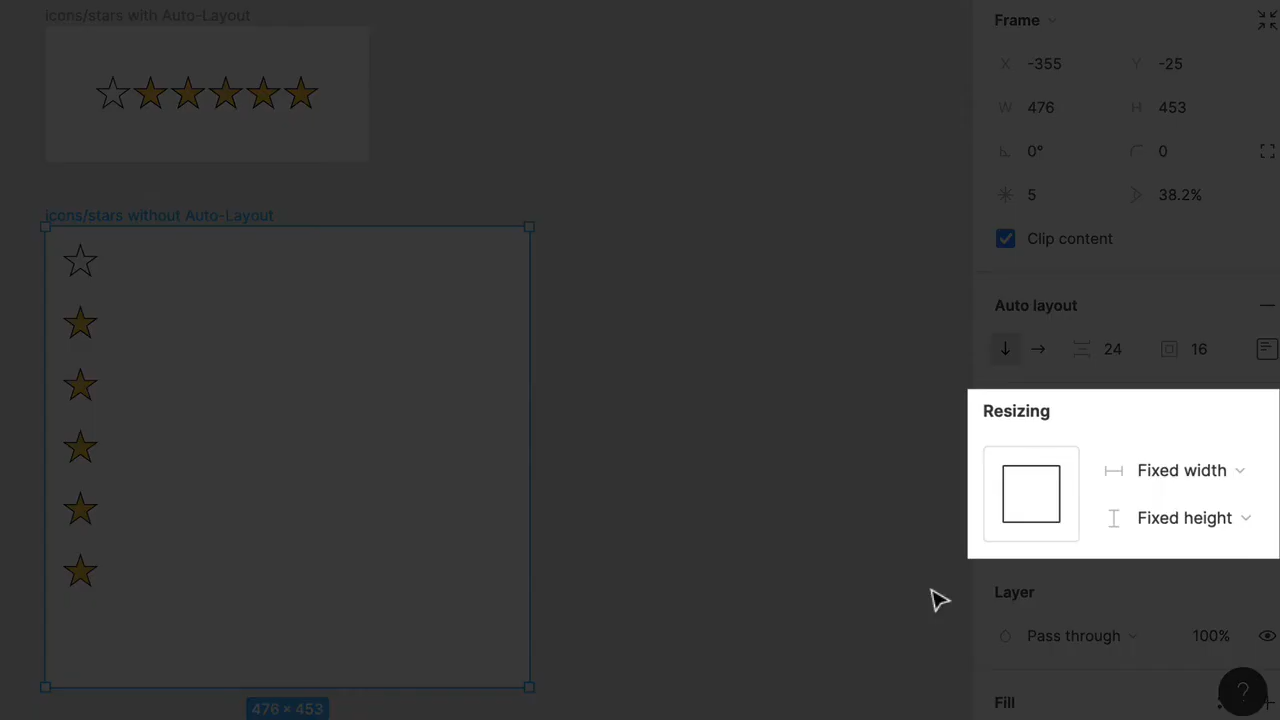 icons/stars with Auto-Layout
icons/stars without Auto-Layout
476 × 453
Frame
X -355 Y -25
W 476 H 453
0° 0
5 38.2%
Clip content
Auto layout
24 16
Resizing
Fixed width
Fixed height
Layer
Pass through 100%
Fill
?